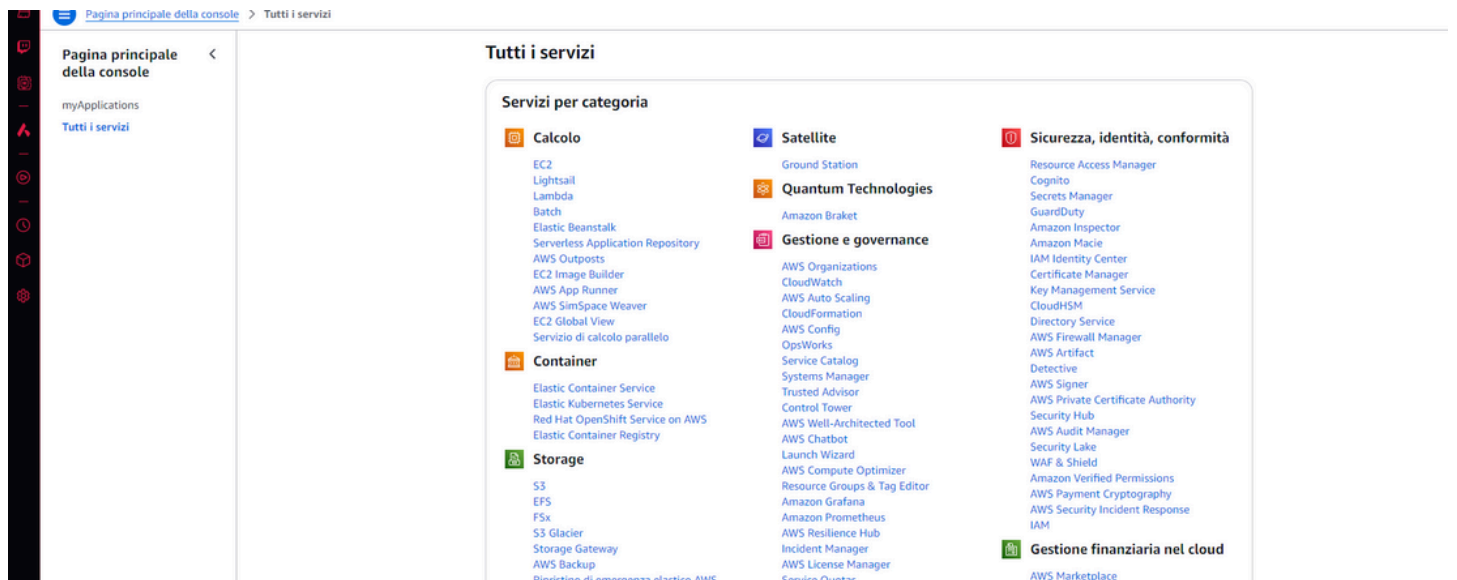 Pagina principale della console > Tutti i servizi
Pagina principale
della console
myApplications
Tutti i servizi
Tutti i servizi
Servizi per categoria
Calcolo
EC2
Lightsail
Lambda
Batch
Elastic Beanstalk
Serverless Application Repository
AWS Outposts
EC2 Image Builder
AWS App Runner
AWS SimSpace Weaver
EC2 Global View
Servizio di calcolo parallelo
Container
Elastic Container Service
Elastic Kubernetes Service
Red Hat OpenShift Service on AWS
Elastic Container Registry
Storage
S3
EFS
FSx
S3 Glacier
Storage Gateway
AWS Backup
Ripristino di emergenza elastico AWS
Satellite
Ground Station
Quantum Technologies
Amazon Braket
Gestione e governance
AWS Organizations
CloudWatch
AWS Auto Scaling
CloudFormation
AWS Config
OpsWorks
Service Catalog
Systems Manager
Trusted Advisor
Control Tower
AWS Well-Architected Tool
AWS Chatbot
Launch Wizard
AWS Compute Optimizer
Resource Groups & Tag Editor
Amazon Grafana
Amazon Prometheus
AWS Resilience Hub
Incident Manager
AWS License Manager
Service Quotas
Sicurezza, identità, conformità
Resource Access Manager
Cognito
Secrets Manager
GuardDuty
Amazon Inspector
Amazon Macie
IAM Identity Center
Certificate Manager
Key Management Service
CloudHSM
Directory Service
AWS Firewall Manager
AWS Artifact
Detective
AWS Signer
AWS Private Certificate Authority
Security Hub
AWS Audit Manager
Security Lake
WAF & Shield
Amazon Verified Permissions
AWS Payment Cryptography
AWS Security Incident Response
IAM
Gestione finanziaria nel cloud
AWS Marketplace